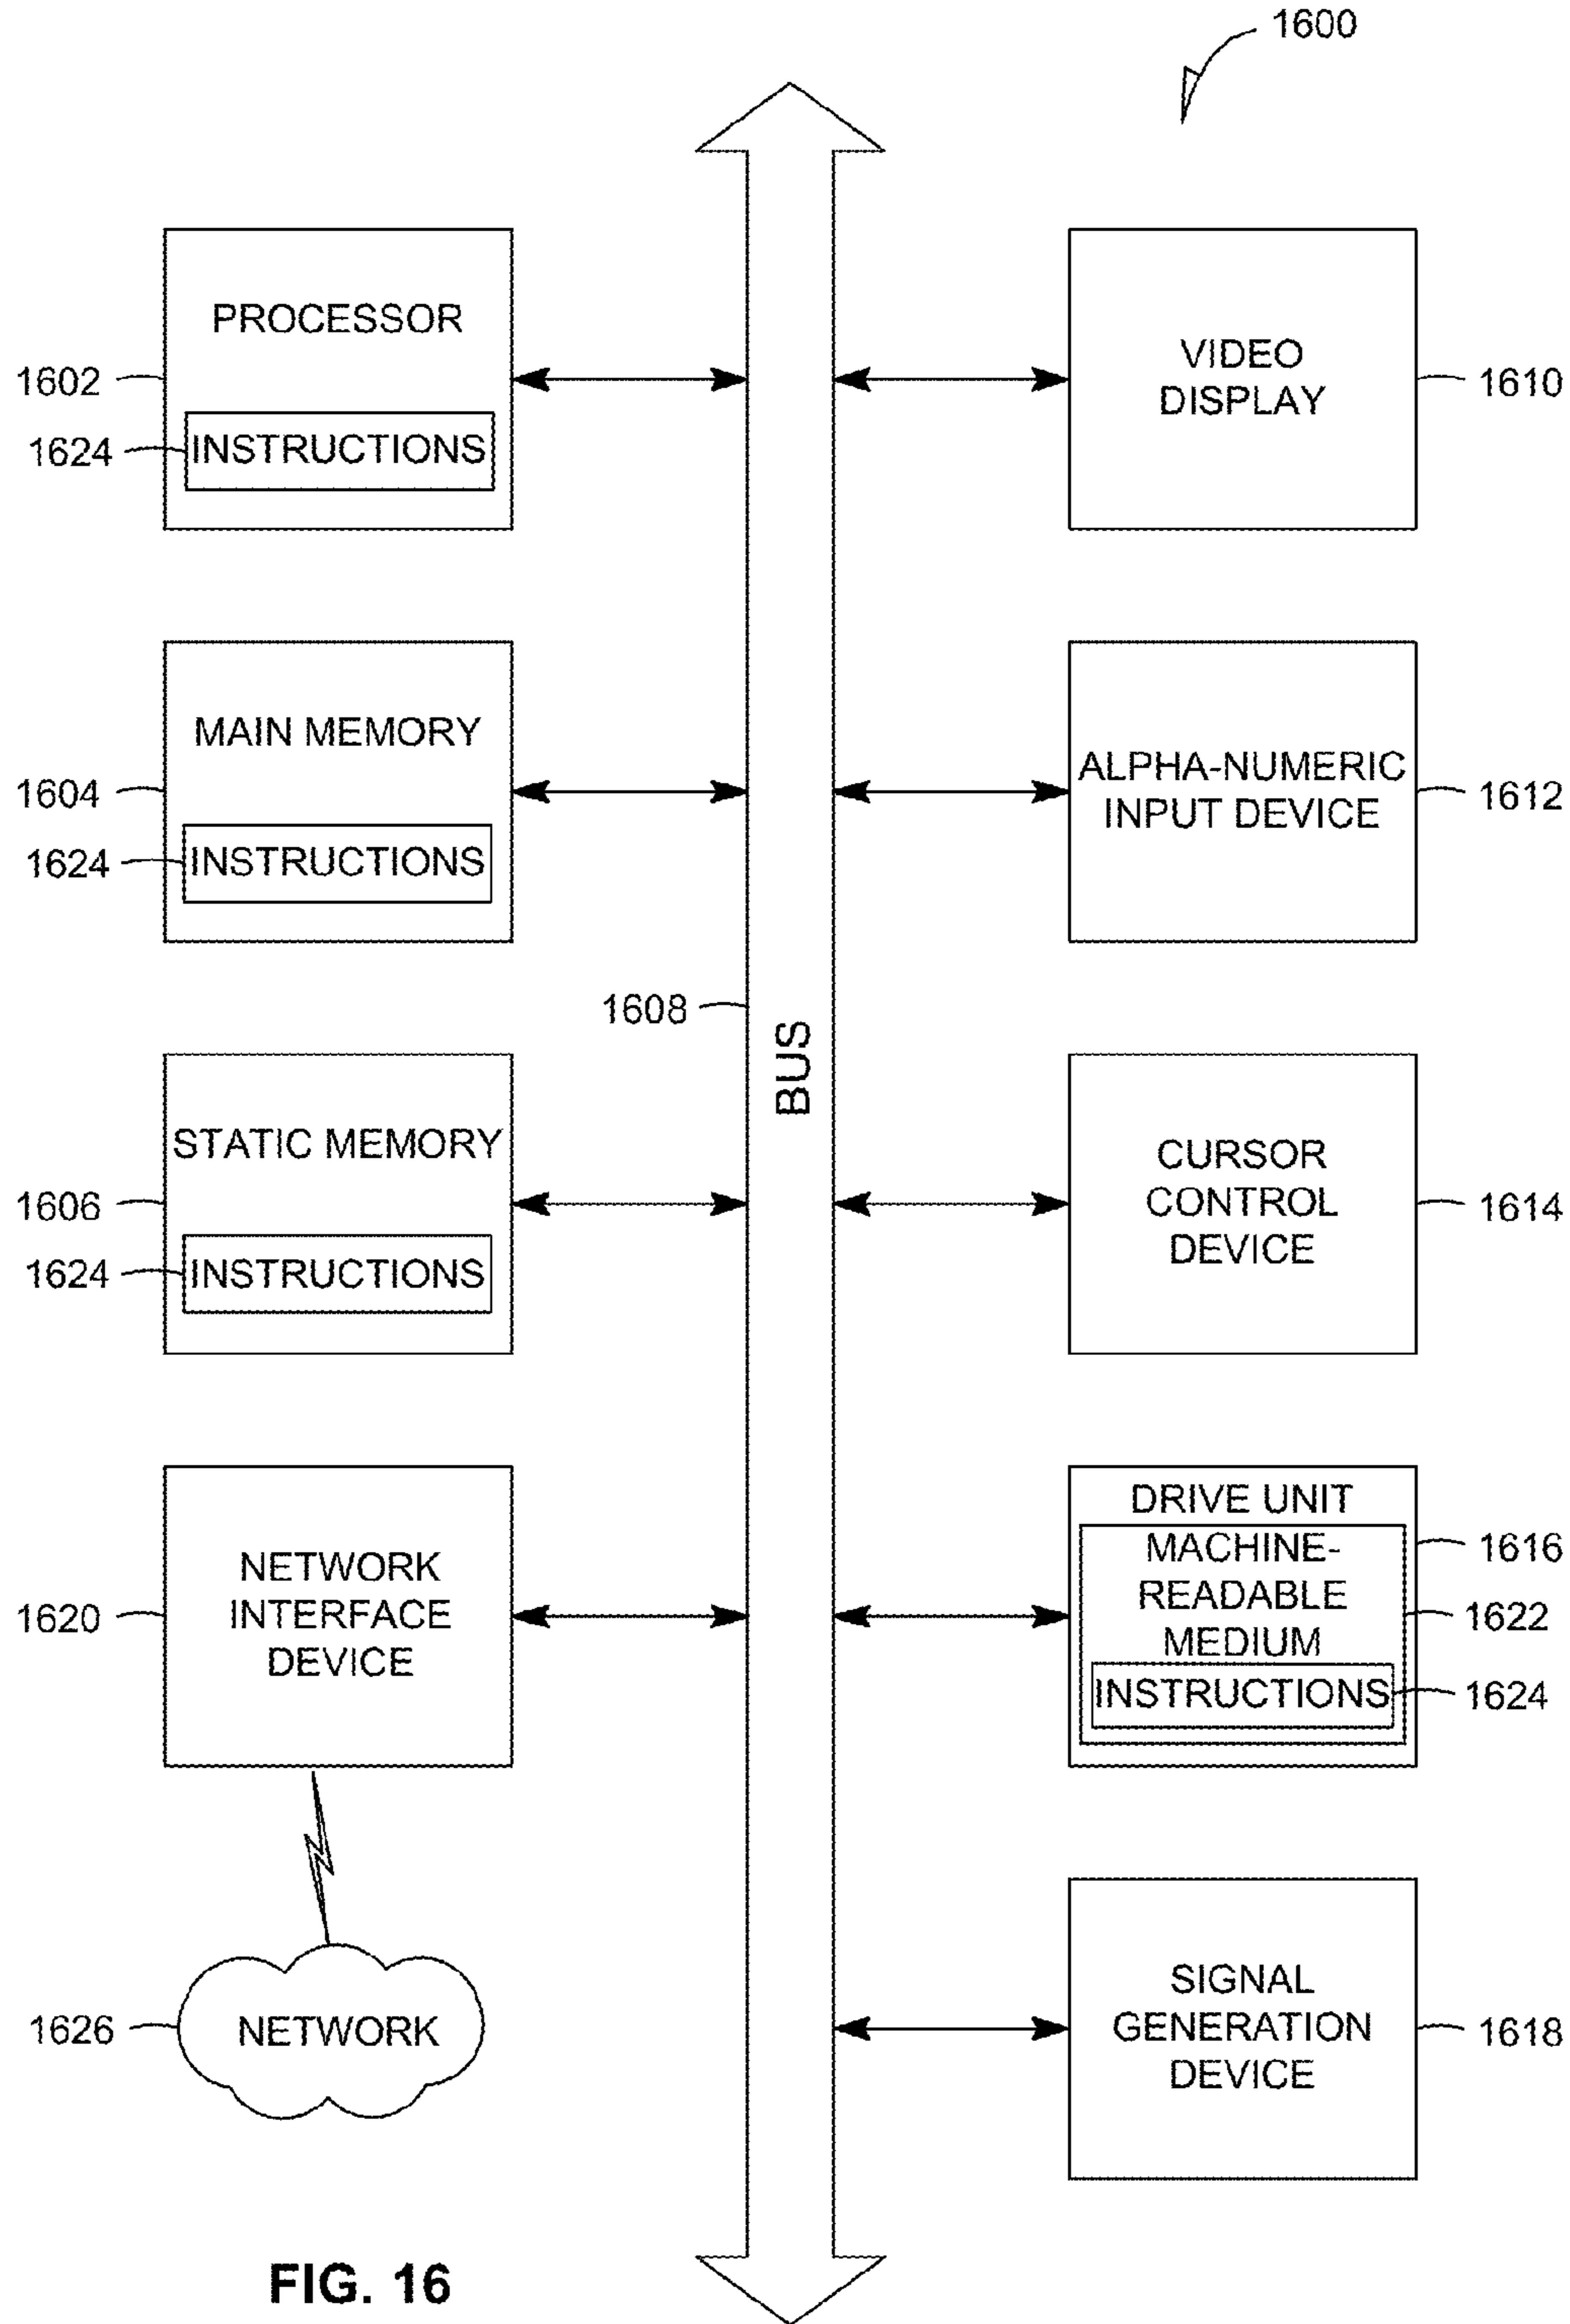 1600
PROCESSOR
1602
1624
INSTRUCTIONS
VIDEO
DISPLAY
1610
MAIN MEMORY
1604
1624
INSTRUCTIONS
ALPHA-NUMERIC
INPUT DEVICE
1612
1608
BUS
STATIC MEMORY
1606
1624
INSTRUCTIONS
CURSOR
CONTROL
DEVICE
1614
NETWORK
INTERFACE
DEVICE
1620
DRIVE UNIT
MACHINE-
READABLE
MEDIUM
INSTRUCTIONS
1616
1622
1624
1626
NETWORK
SIGNAL
GENERATION
DEVICE
1618
FIG. 16